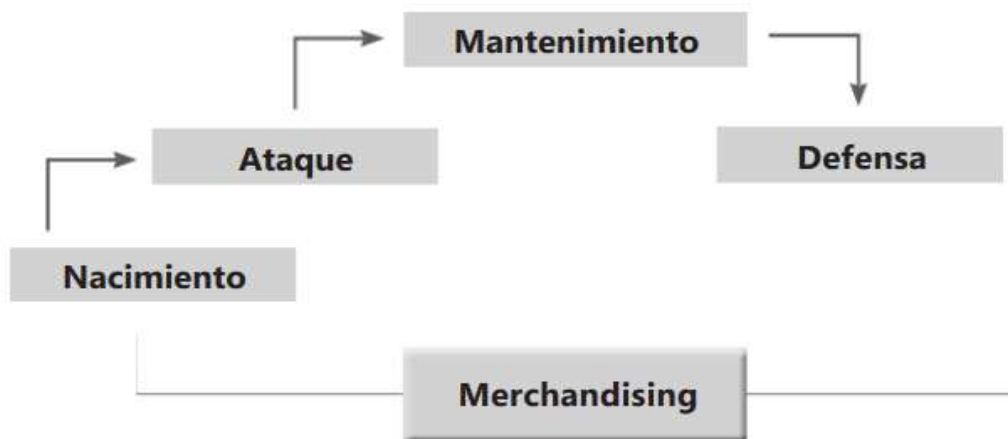 Mantenimiento
Ataque
Defensa
Nacimiento
Merchandising